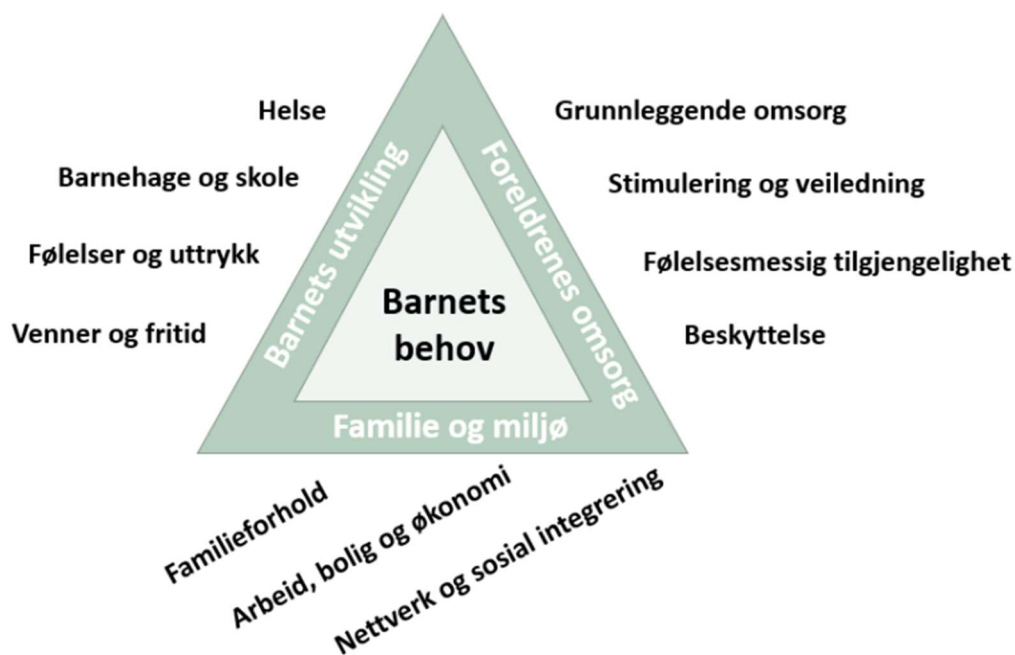 Helse
Barnehage og skole
Følelser og uttrykk
Venner og fritid
Barnets utvikling
Barnets
behov
Foreldrenes omsorg
Grunnleggende omsorg
Stimulering og veiledning
Følelsesmessig tilgjengelighet
Beskyttelse
Familie og miljø
Familieforhold
Arbeid, bolig og økonomi
Nettverk og sosial integrering